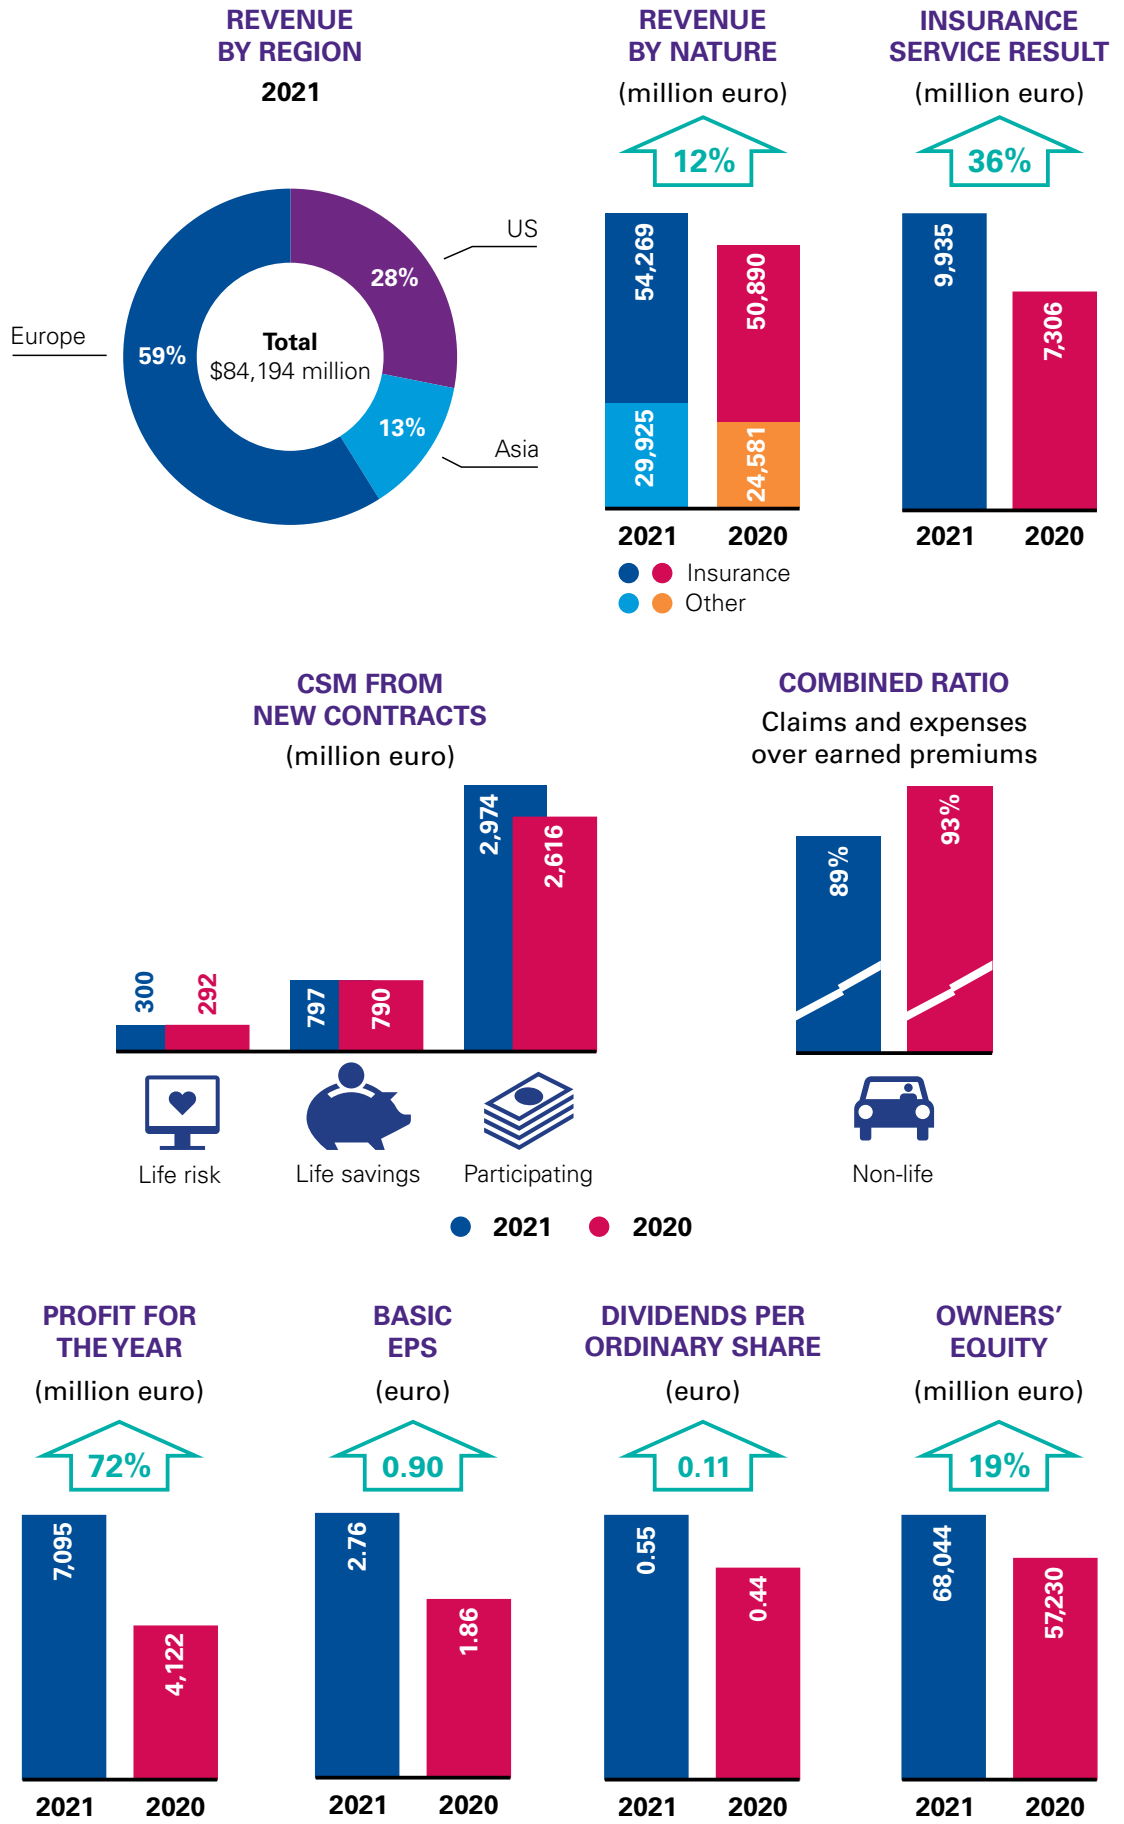 REVENUE
BY REGION
2021
US
28%
Europe
59%
Total
$84,194 million
13%
Asia
REVENUE
BY NATURE
(million euro)
12%
54,269
50,890
29,925
24,581
2021
2020
Insurance
Other
INSURANCE
SERVICE RESULT
(million euro)
36%
9,935
7,306
2021
2020
CSM FROM
NEW CONTRACTS
(million euro)
300
292
797
790
2,974
2,616
Life risk
Life savings
Participating
COMBINED RATIO
Claims and expenses
over earned premiums
89%
93%
Non-life
2021
2020
PROFIT FOR
THE YEAR
(million euro)
72%
7,095
4,122
2021
2020
BASIC
EPS
(euro)
0.90
2.76
1.86
2021
2020
DIVIDENDS PER
ORDINARY SHARE
(euro)
0.11
0.55
0.44
2021
2020
OWNERS’
EQUITY
(million euro)
19%
68,044
57,230
2021
2020